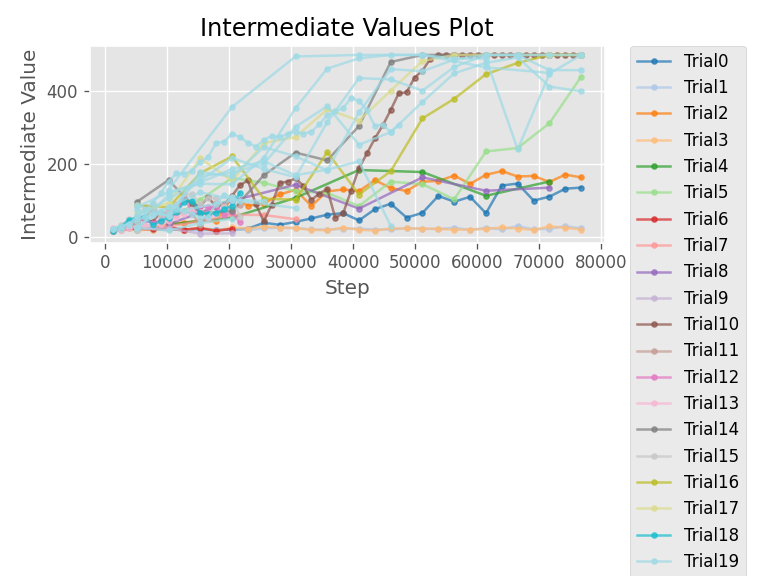 Intermediate Values Plot
Intermediate Value
400
200
0
0 10000 20000 30000 40000 50000 60000 70000 80000
Step
Trial0
Trial1
Trial2
Trial3
Trial4
Trial5
Trial6
Trial7
Trial8
Trial9
Trial10
Trial11
Trial12
Trial13
Trial14
Trial15
Trial16
Trial17
Trial18
Trial19